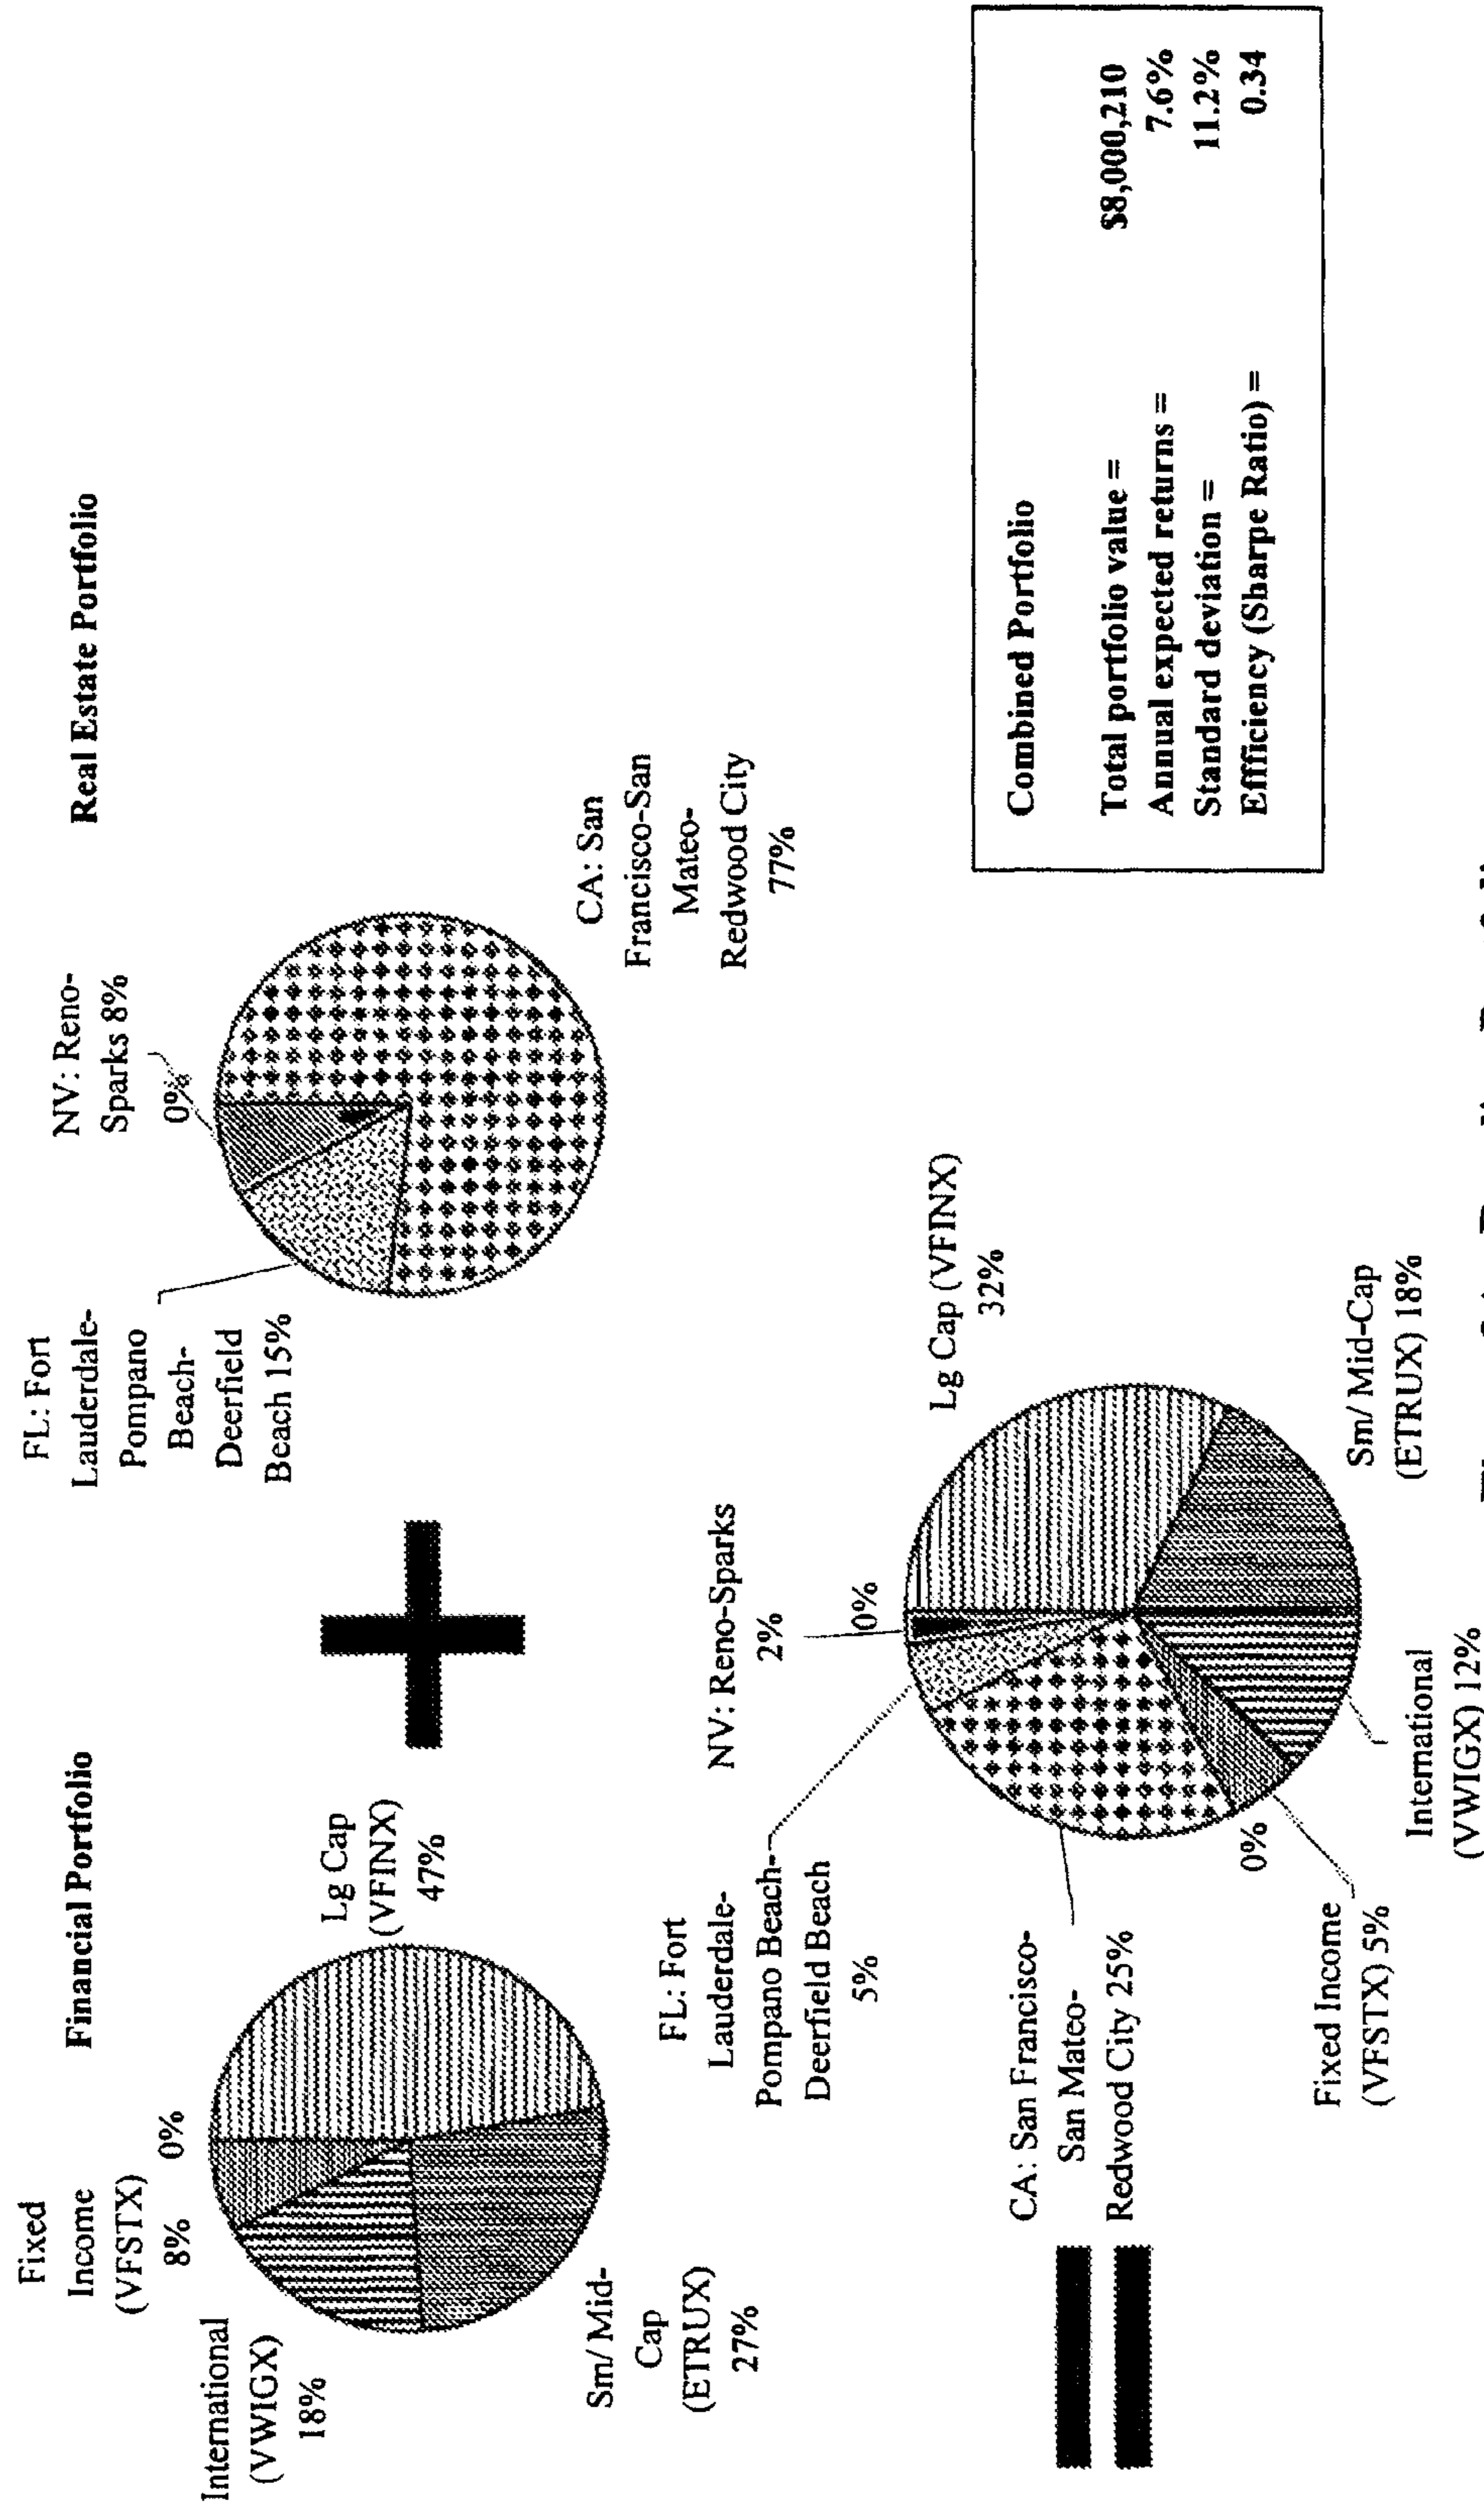 Financial Portfolio
Fixed
Income
(VFSTX)
8%
0%
International
(VWIGX)
18%
Lg Cap
(VFINX)
47%
Sm/ Mid-
Cap
(ETRUX)
27%
Real Estate Portfolio
FL: Fort
Lauderdale-
Pompano
Beach-
Deerfield
Beach 15%
NV: Reno-
Sparks 8%
0%
CA: San
Francisco-San
Mateo-
Redwood City
77%
FL: Fort
Lauderdale-
Pompano Beach-
Deerfield Beach
5%
NV: Reno-Sparks
2%
0%
Lg Cap (VFINX)
32%
CA: San Francisco-
San Mateo-
Redwood City 25%
0%
Fixed Income
(VFSTX) 5%
International
(VWIGX) 12%
Sm/ Mid-Cap
(ETRUX) 18%
Combined Portfolio
Total portfolio value = $8,000,210
Annual expected returns = 7.6%
Standard deviation = 11.2%
Efficiency (Sharpe Ratio) = 0.34